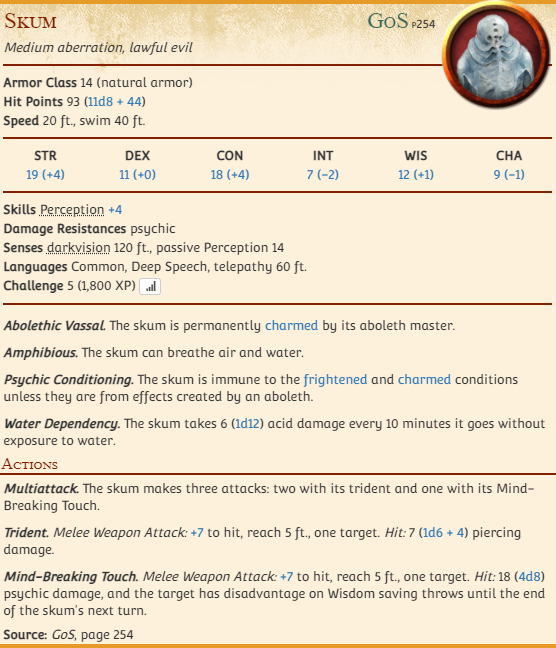 Skum
GoS P254
Medium aberration, lawful evil
Armor Class 14 (natural armor)
Hit Points 93 (11d8 + 44)
Speed 20 ft., swim 40 ft.
STR DEX CON INT WIS CHA
19 (+4) 11 (+0) 18 (+4) 7 (−2) 12 (+1) 9 (−1)
Skills Perception +4
Damage Resistances psychic
Senses darkvision 120 ft., passive Perception 14
Languages Common, Deep Speech, telepathy 60 ft.
Challenge 5 (1,800 XP)
Abolethic Vassal. The skum is permanently charmed by its aboleth master.
Amphibious. The skum can breathe air and water.
Psychic Conditioning. The skum is immune to the frightened and charmed conditions
unless they are from effects created by an aboleth.
Water Dependency. The skum takes 6 (1d12) acid damage every 10 minutes it goes without
exposure to water.
Actions
Multiattack. The skum makes three attacks: two with its trident and one with its Mind-
Breaking Touch.
Trident. Melee Weapon Attack: +7 to hit, reach 5 ft., one target. Hit: 7 (1d6 + 4) piercing
damage.
Mind-Breaking Touch. Melee Weapon Attack: +7 to hit, reach 5 ft., one target. Hit: 18 (4d8)
psychic damage, and the target has disadvantage on Wisdom saving throws until the end
of the skum's next turn.
Source: GoS, page 254